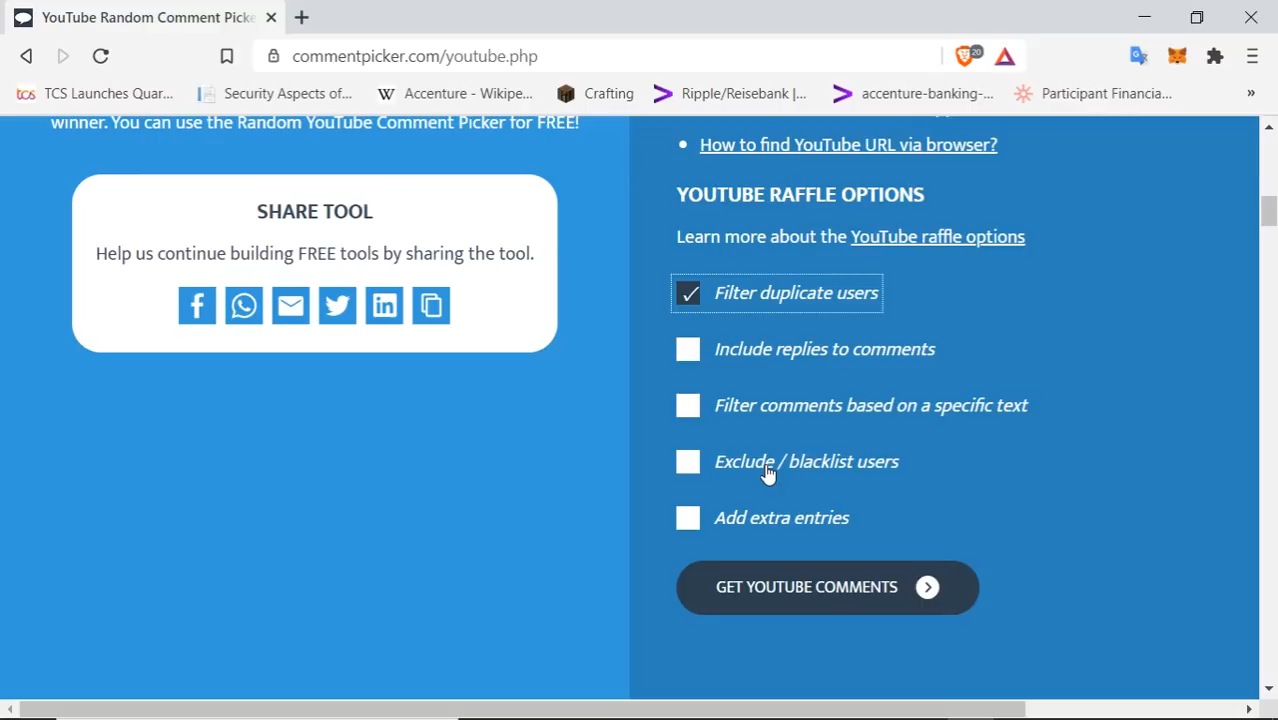 YouTube Random Comment Picke
commentpicker.com/youtube.php
20
tcs TCS Launches Quar...
Security Aspects of...
W Accenture - Wikipe...
Crafting
Ripple/Reisebank |...
accenture-banking-...
Participant Financia...
»
winner. You can use the Random YouTube Comment Picker for FREE!
SHARE TOOL
Help us continue building FREE tools by sharing the tool.
How to find YouTube URL via browser?
YOUTUBE RAFFLE OPTIONS
Learn more about the YouTube raffle options
Filter duplicate users
Include replies to comments
Filter comments based on a specific text
Exclude / blacklist users
Add extra entries
GET YOUTUBE COMMENTS